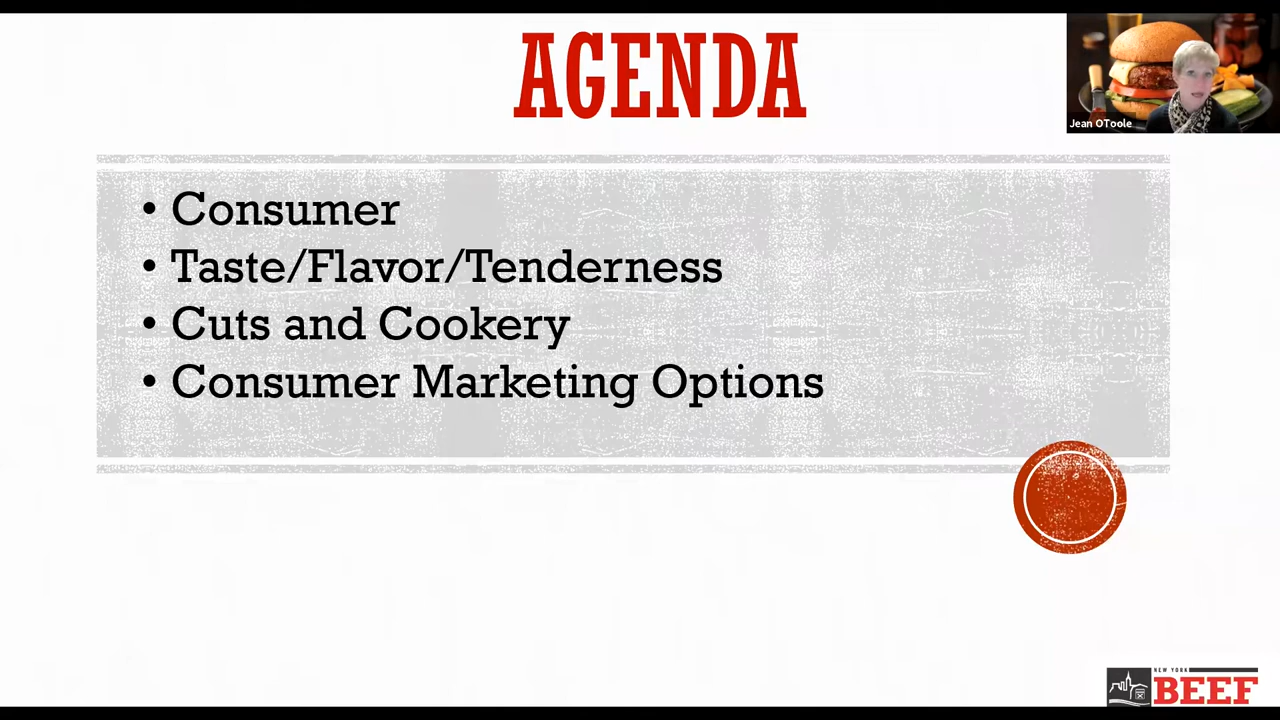 AGENDA
Jean OToole
• Consumer
• Taste/Flavor/Tenderness
• Cuts and Cookery
• Consumer Marketing Options
NEW YORK
BEEF